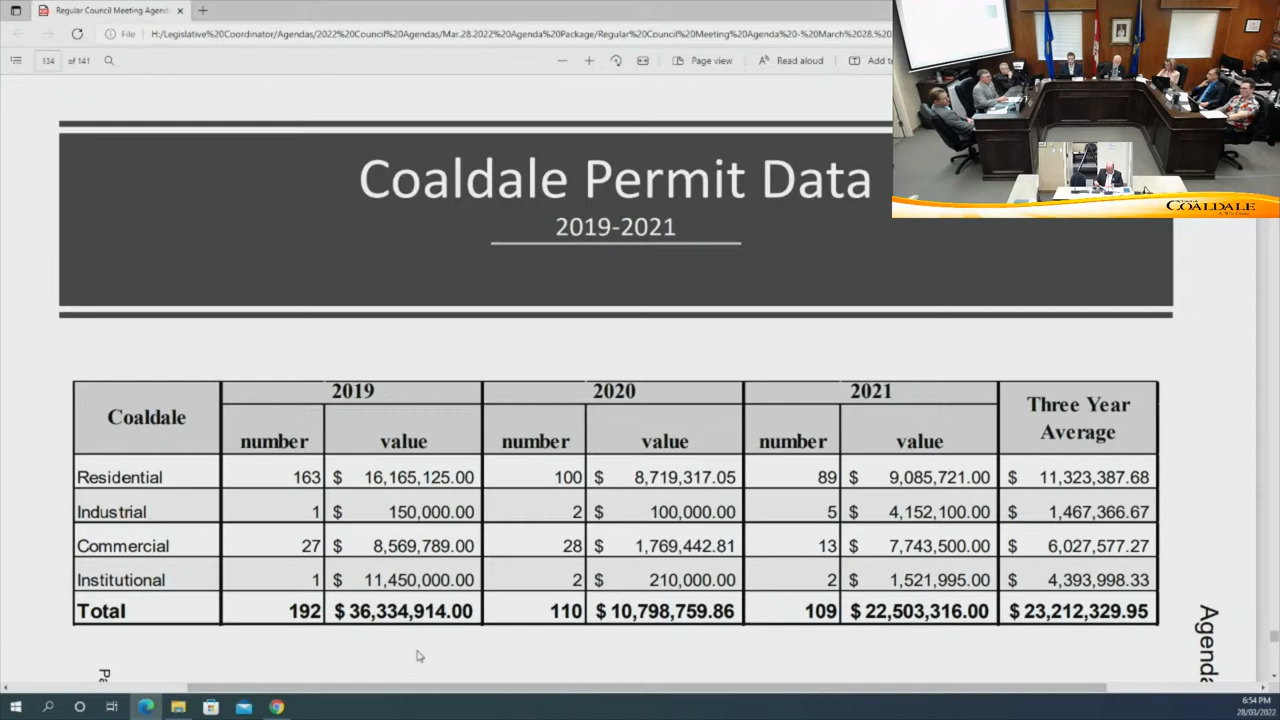 Regular Council Meeting Agend
File
H:/Legislative%20Coordinator/Agendas/2022%20Council%20Agendas/Mar.28.2022%20Agenda%20Package/Regular%20Council%20Meeting%20Agenda%20-%20March%2028.%20
134 of 141
Page view
Read aloud
Add te
COALDALE
Coaldale Permit Data
2019-2021
Coaldale 2019 2020 2021 Three Year Average
number value number value number value
Residential 163 $ 16,165,125.00 100 $ 8,719,317.05 89 $ 9,085,721.00 $ 11,323,387.68
Industrial 1 $ 150,000.00 2 $ 100,000.00 5 $ 4,152,100.00 $ 1,467,366.67
Commercial 27 $ 8,569,789.00 28 $ 1,769,442.81 13 $ 7,743,500.00 $ 6,027,577.27
Institutional 1 $ 11,450,000.00 2 $ 210,000.00 2 $ 1,521,995.00 $ 4,393,998.33
Total 192 $ 36,334,914.00 110 $ 10,798,759.86 109 $ 22,503,316.00 $ 23,212,329.95
Agenda
Pa
6:54 PM
28/03/2022